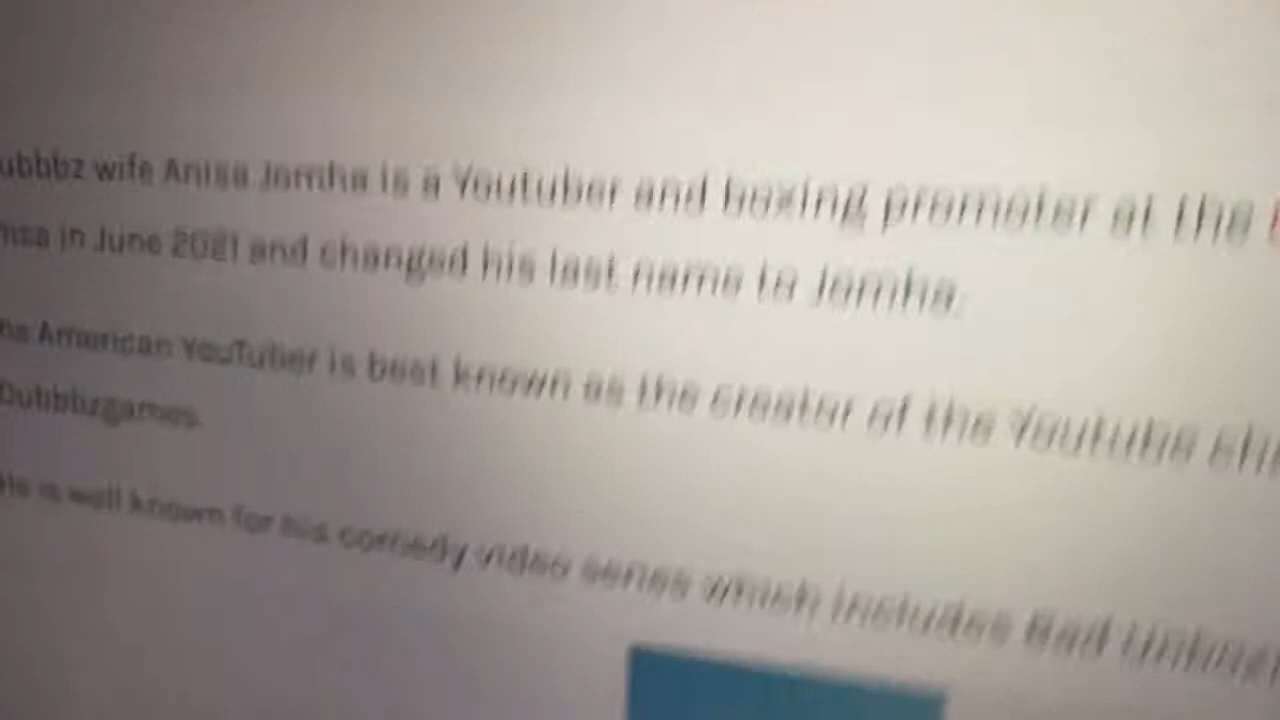 ubbbz wife Anisa Jomha is a Youtuber and boxing promoter at the
nisa in June 2021 and changed his last name to Jomha.
American YouTuber is best known as the creator of the Youtube
Dubbbzgames.
He is well known for his comedy video series which includes Bad